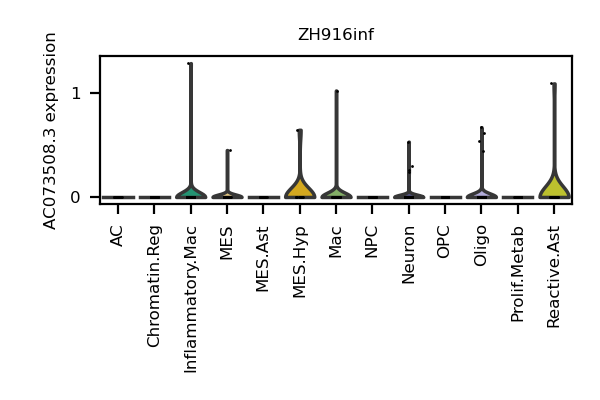 ZH916inf
AC073508.3 expression
1
0
AC
Chromatin.Reg
Inflammatory.Mac
MES
MES.Ast
MES.Hyp
Mac
NPC
Neuron
OPC
Oligo
Prolif.Metab
Reactive.Ast